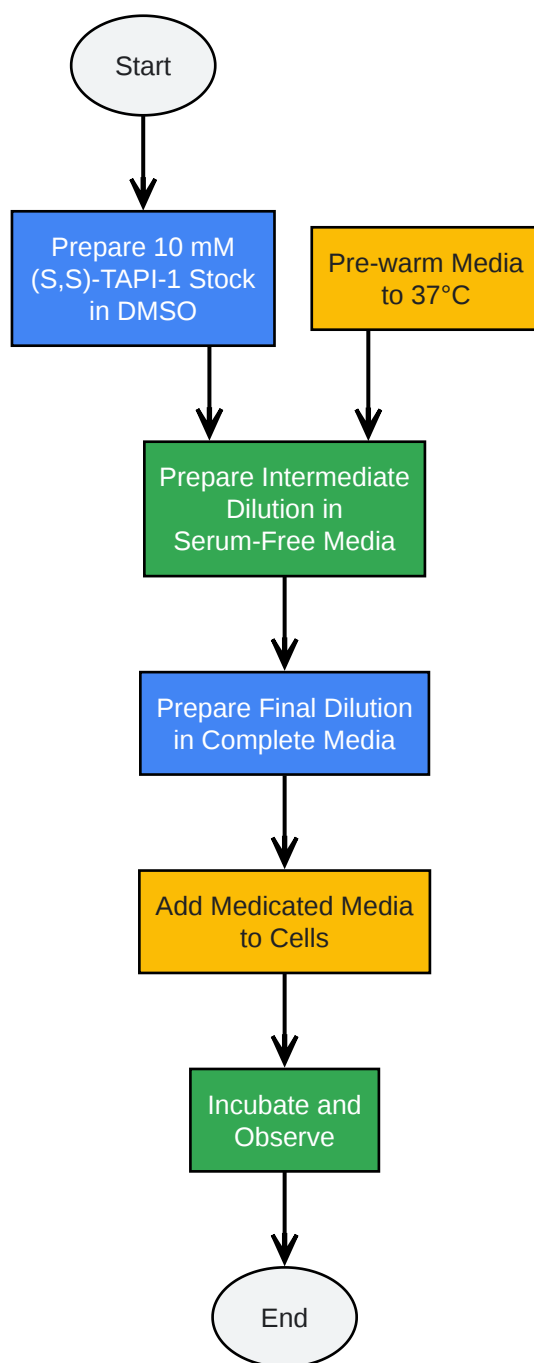 Start
Prepare 10 mM
(S,S)-TAPI-1 Stock
in DMSO
Pre-warm Media
to 37°C
Prepare Intermediate
Dilution in
Serum-Free Media
Prepare Final Dilution
in Complete Media
Add Medicated Media
to Cells
Incubate and
Observe
End